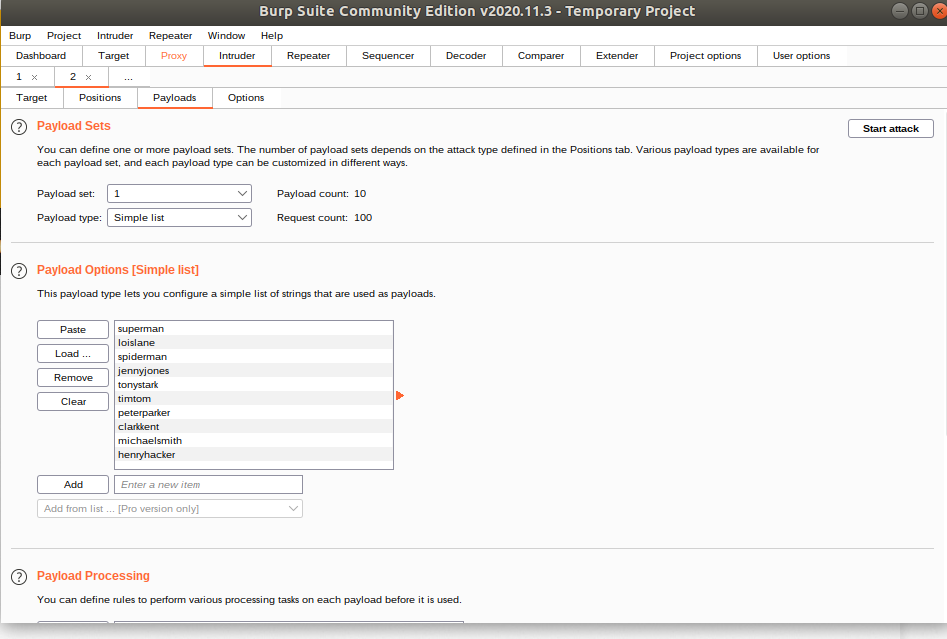 Burp Suite Community Edition v2020.11.3 - Temporary Project
Burp Project Intruder Repeater Window Help
Dashboard Target Proxy Intruder Repeater Sequencer Decoder Comparer Extender Project options User options
1 × 2 × ...
Target Positions Payloads Options
? Payload Sets
Start attack
You can define one or more payload sets. The number of payload sets depends on the attack type defined in the Positions tab. Various payload types are available for
each payload set, and each payload type can be customized in different ways.
Payload set: 1 Payload count: 10
Payload type: Simple list Request count: 100
? Payload Options [Simple list]
This payload type lets you configure a simple list of strings that are used as payloads.
Paste
Load ...
Remove
Clear
superman
loislane
spiderman
jennyjones
tonystark
timtom
peterparker
clarkkent
michaelsmith
henryhacker
Add Enter a new item
Add from list ... [Pro version only]
? Payload Processing
You can define rules to perform various processing tasks on each payload before it is used.